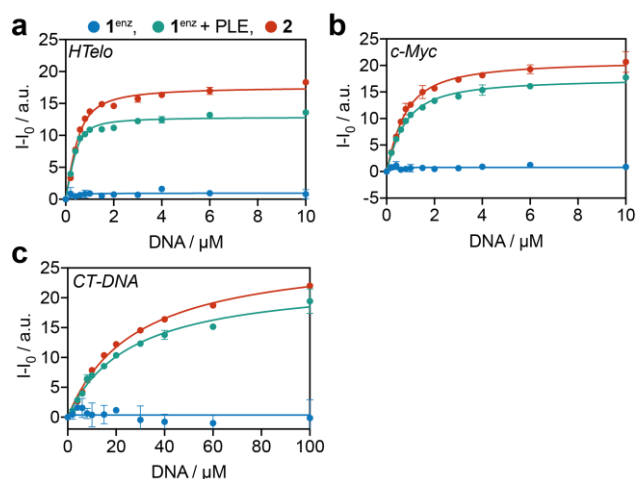 a b
1enz, 1enz + PLE, 2
HTelo
c-Myc
I-I0 / a.u.
25
20
15
10
5
0
0 2 4 6 8 10
DNA / µM
I-I0 / a.u.
25
20
15
10
5
0
-5
0 2 4 6 8 10
DNA / µM
c
CT-DNA
I-I0 / a.u.
25
20
15
10
5
0
-5
0 20 40 60 80 100
DNA / µM